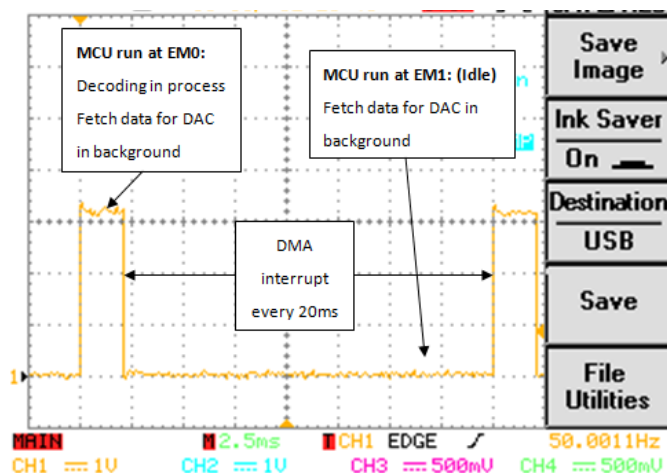 MCU run at EM0:
Decoding in process
Fetch data for DAC
in background
MCU run at EM1: (Idle)
Fetch data for DAC in
background
DMA
interrupt
every 20ms
Save
Image
Ink Saver
On
Destination
USB
Save
File
Utilities
1
MAIN M 2.5ms T CH1 EDGE 50.0011Hz
CH1 1V CH2 1V CH3 500mV CH4 500mV